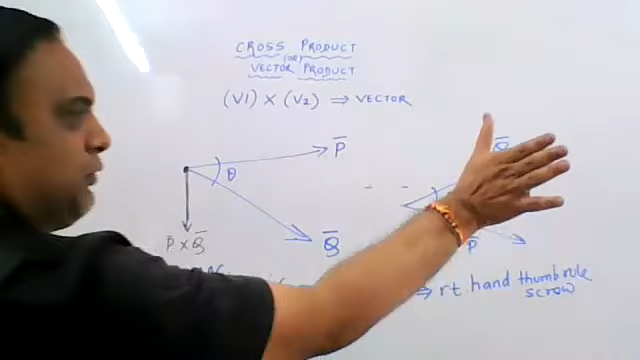 CROSS PRODUCT
(OR)
VECTOR PRODUCT
(V1) X (V2) ⇒ VECTOR
P̅
θ
Q̅
P̅ X Q̅
Q̅
P̅
⇒ rt hand thumb rule
screw